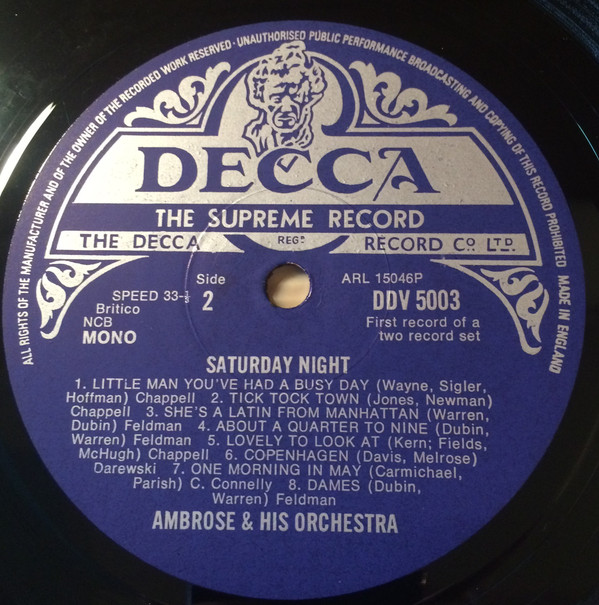 ALL RIGHTS OF THE MANUFACTURER AND OF THE OWNER OF THE RECORDED WORK RESERVED · UNAUTHORISED PUBLIC PERFORMANCE BROADCASTING AND COPYING OF THIS RECORD PROHIBITED MADE IN ENGLAND
DECCA
THE SUPREME RECORD
THE DECCA REGD RECORD CO. LTD.
SPEED 33-⅓
Britico
NCB
MONO
Side
2
ARL 15046P
DDV 5003
First record of a
two record set
SATURDAY NIGHT
1. LITTLE MAN YOU'VE HAD A BUSY DAY (Wayne, Sigler,
Hoffman) Chappell 2. TICK TOCK TOWN (Jones, Newman)
Chappell 3. SHE'S A LATIN FROM MANHATTAN (Warren,
Dubin) Feldman 4. ABOUT A QUARTER TO NINE (Dubin,
Warren) Feldman 5. LOVELY TO LOOK AT (Kern; Fields,
McHugh) Chappell 6. COPENHAGEN (Davis, Melrose)
Darewski 7. ONE MORNING IN MAY (Carmichael,
Parish) C. Connelly 8. DAMES (Dubin,
Warren) Feldman
AMBROSE & HIS ORCHESTRA